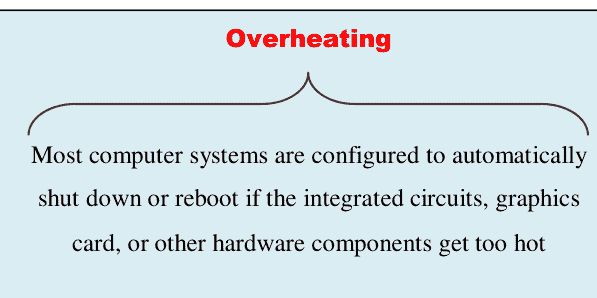 Overheating
Most computer systems are configured to automatically
shut down or reboot if the integrated circuits, graphics
card, or other hardware components get too hot